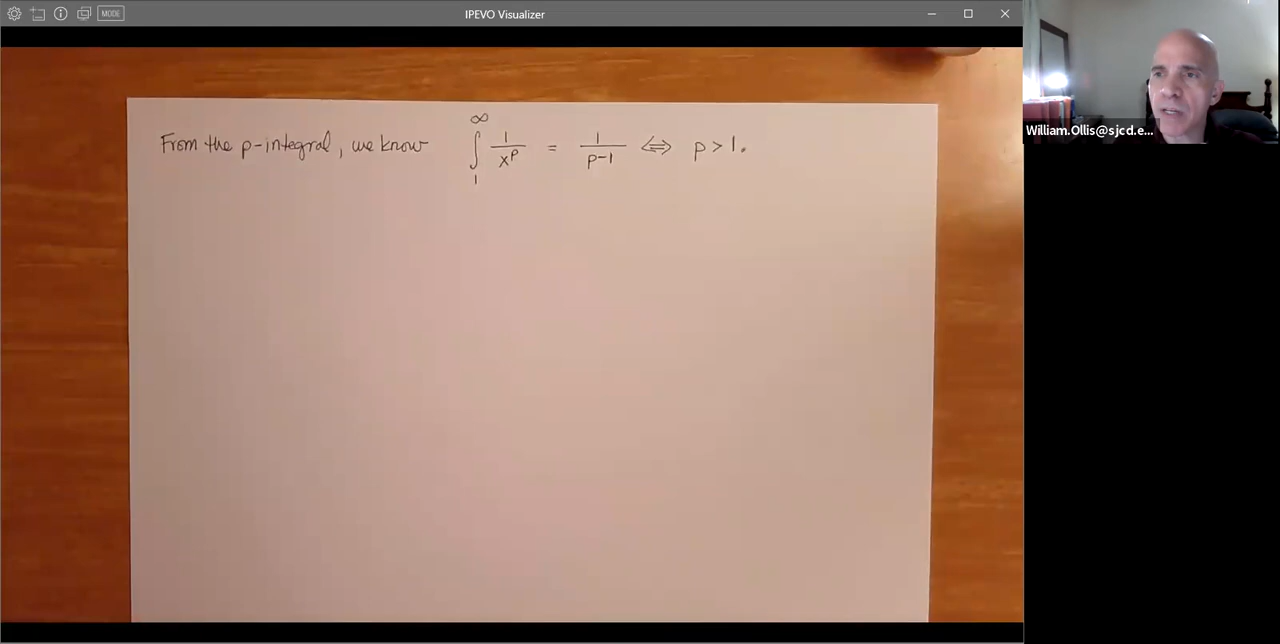 MODE
IPEVO Visualizer
From the p-integral, we know ∫₁^∞ 1/x^p = 1/(p-1) ⇔ p > 1.
William.Ollis@sjcd.e...